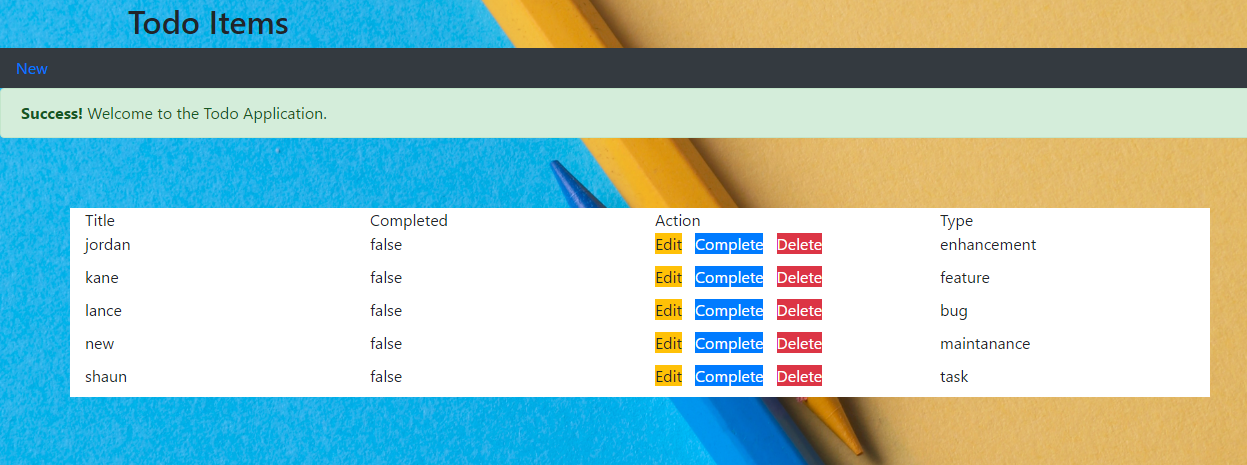 Todo Items
New
Success! Welcome to the Todo Application.
Title Completed Action Type
jordan false Edit Complete Delete enhancement
kane false Edit Complete Delete feature
lance false Edit Complete Delete bug
new false Edit Complete Delete maintanance
shaun false Edit Complete Delete task